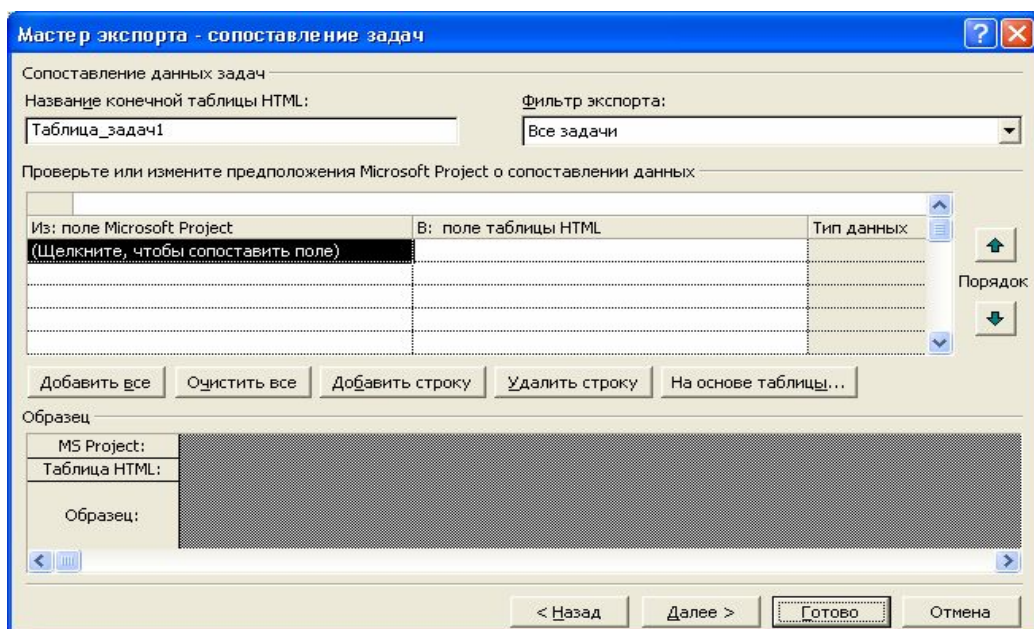 Мастер экспорта - сопоставление задач
Сопоставление данных задач
Название конечной таблицы HTML:
Фильтр экспорта:
Таблица_задач1
Все задачи
Проверьте или измените предположения Microsoft Project о сопоставлении данных
Из: поле Microsoft Project
В: поле таблицы HTML
Тип данных
(Щелкните, чтобы сопоставить поле)
Порядок
Добавить все
Очистить все
Добавить строку
Удалить строку
На основе таблицы...
Образец
MS Project:
Таблица HTML:
Образец:
< Назад
Далее >
Готово
Отмена